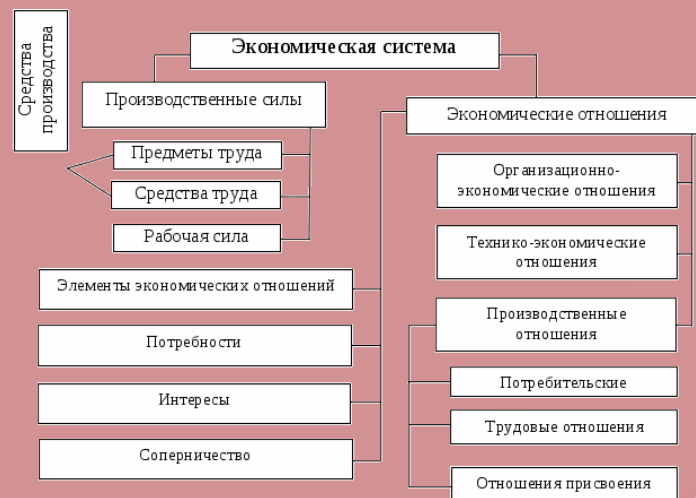 Средства
производства
Экономическая система
Производственные силы
Экономические отношения
Предметы труда
Средства труда
Рабочая сила
Организационно-
экономические отношения
Технико-экономические
отношения
Элементы экономических отношений
Производственные
отношения
Потребности
Потребительские
Интересы
Трудовые отношения
Соперничество
Отношения присвоения